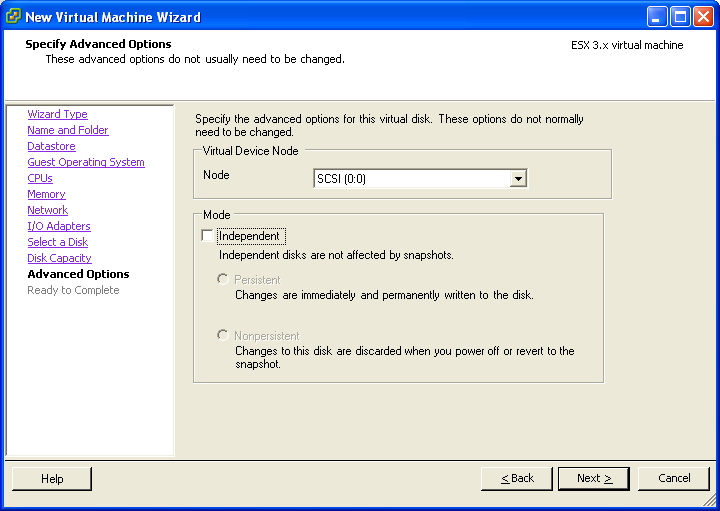 New Virtual Machine Wizard
Specify Advanced Options
These advanced options do not usually need to be changed.
ESX 3.x virtual machine
Wizard Type
Name and Folder
Datastore
Guest Operating System
CPUs
Memory
Network
I/O Adapters
Select a Disk
Disk Capacity
Advanced Options
Ready to Complete
Specify the advanced options for this virtual disk. These options do not normally
need to be changed.
Virtual Device Node
Node
SCSI (0:0)
Mode
Independent
Independent disks are not affected by snapshots.
Persistent
Changes are immediately and permanently written to the disk.
Nonpersistent
Changes to this disk are discarded when you power off or revert to the
snapshot.
Help
< Back
Next >
Cancel